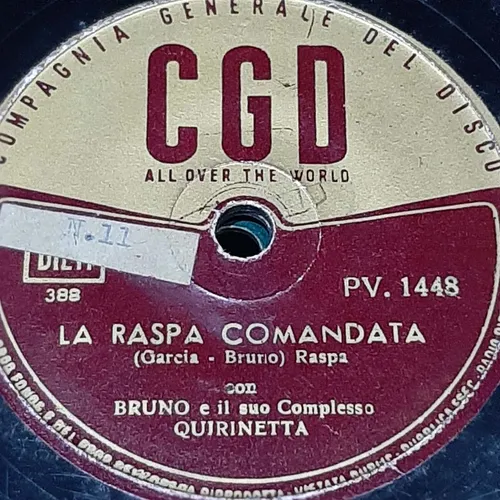 COMPAGNIA GENERALE DEL DISCO
CGD
ALL OVER THE WORLD
N.11
388
PV. 1448
LA RASPA COMANDATA
(Garcia - Bruno) Raspa
con
BRUNO e il suo Complesso
QUIRINETTA